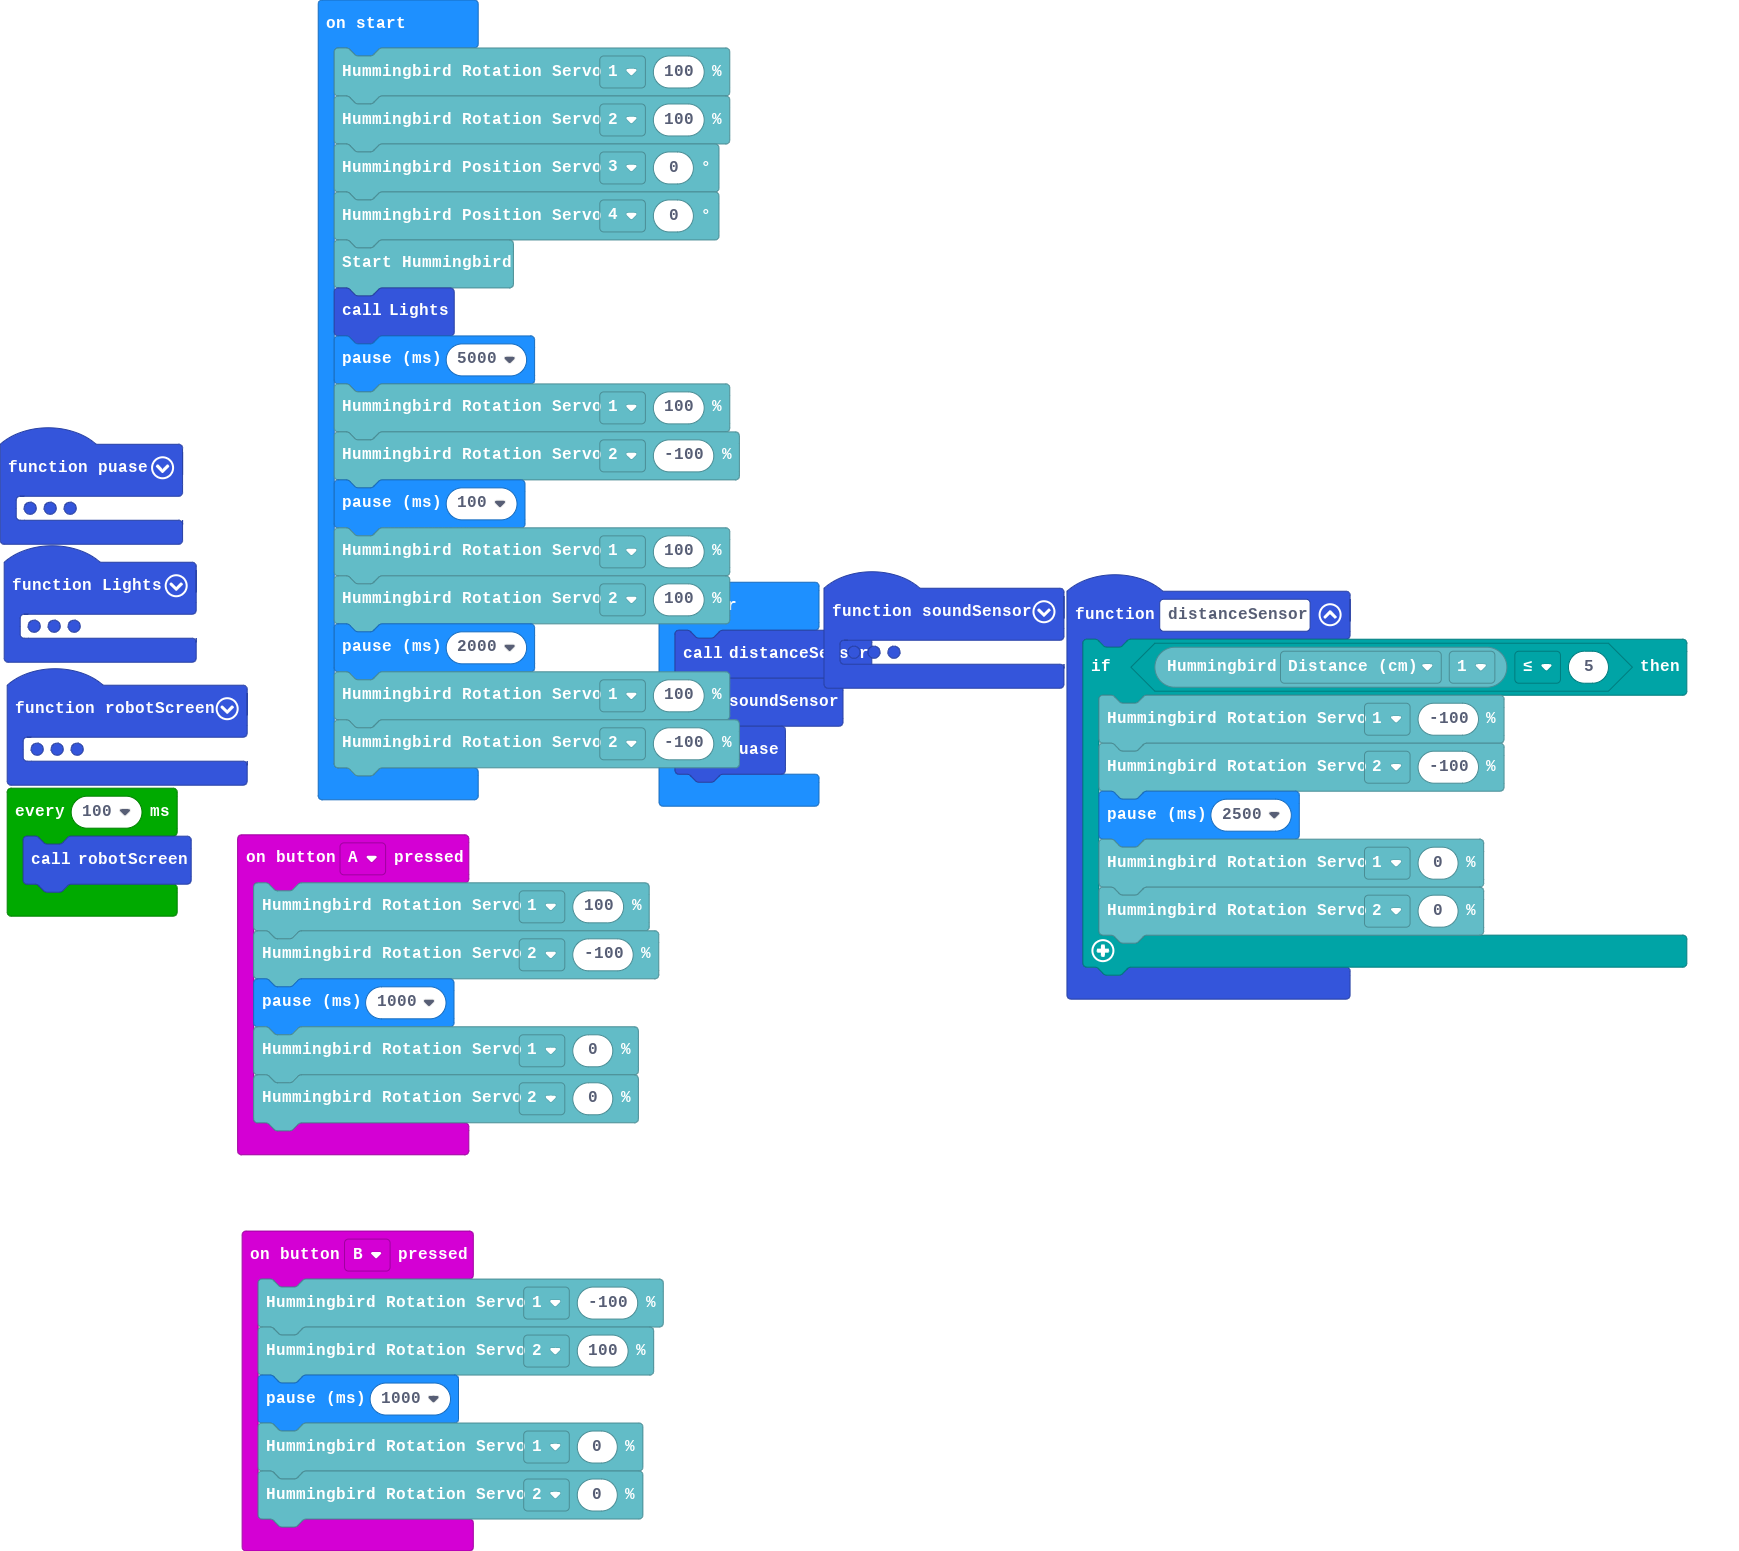 on start
Hummingbird Rotation Servo 1 100 %
Hummingbird Rotation Servo 2 100 %
Hummingbird Position Servo 3 0 °
Hummingbird Position Servo 4 0 °
Start Hummingbird
call Lights
pause (ms) 5000
Hummingbird Rotation Servo 1 100 %
Hummingbird Rotation Servo 2 -100 %
pause (ms) 100
Hummingbird Rotation Servo 1 100 %
Hummingbird Rotation Servo 2 100 %
pause (ms) 2000
Hummingbird Rotation Servo 1 100 %
Hummingbird Rotation Servo 2 -100 %
function puase
function Lights
function robotScreen
every 100 ms
call robotScreen
call distanceSensor
soundSensor
function soundSensor
function distanceSensor
if Hummingbird Distance (cm) 1 ≤ 5 then
Hummingbird Rotation Servo 1 -100 %
Hummingbird Rotation Servo 2 -100 %
pause (ms) 2500
Hummingbird Rotation Servo 1 0 %
Hummingbird Rotation Servo 2 0 %
on button A pressed
Hummingbird Rotation Servo 1 100 %
Hummingbird Rotation Servo 2 -100 %
pause (ms) 1000
Hummingbird Rotation Servo 1 0 %
Hummingbird Rotation Servo 2 0 %
on button B pressed
Hummingbird Rotation Servo 1 -100 %
Hummingbird Rotation Servo 2 100 %
pause (ms) 1000
Hummingbird Rotation Servo 1 0 %
Hummingbird Rotation Servo 2 0 %